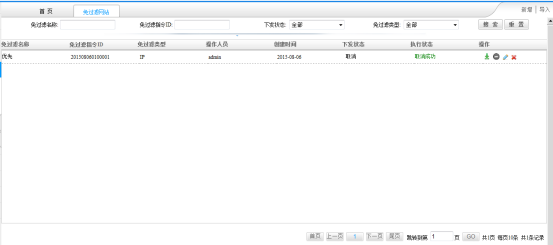 首 页 免过滤网站 新增 | 导入
免过滤名称: 免过滤指令ID: 下发状态: 全部 免过滤类型: 全部 搜 索 重 置
免过滤名称 免过滤指令ID 免过滤类型 操作人员 创建时间 下发状态 执行状态 操作
优先 IP admin 2015-08-06 取消 取消成功
首页 上一页 1 下一页 尾页 跳转到第 1 页 GO 共1页 每页10条 共1条记录